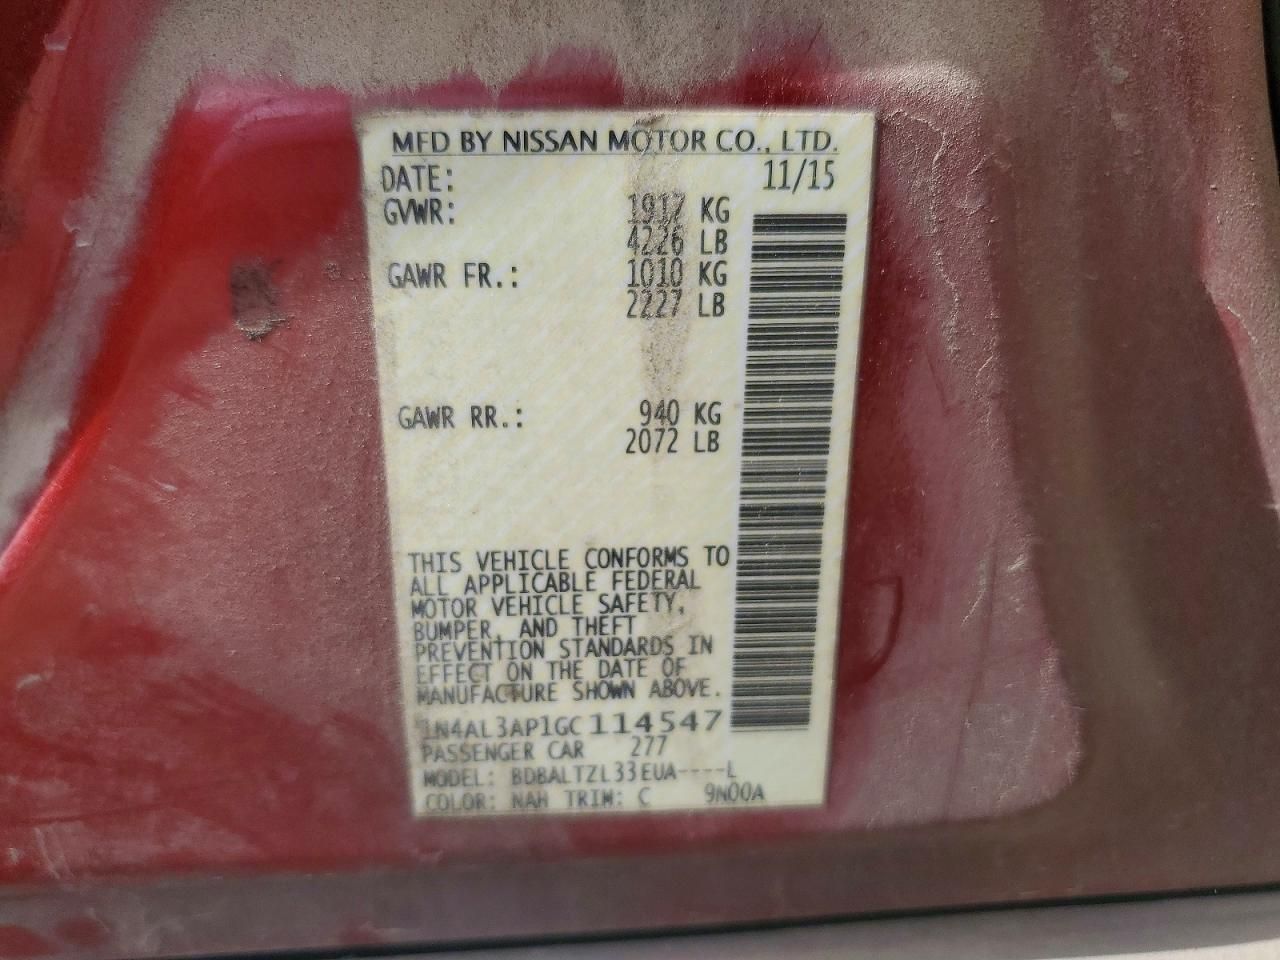 MFD BY NISSAN MOTOR CO., LTD.
DATE: 11/15
GVWR: 1917 KG
4226 LB
GAWR FR.: 1010 KG
2227 LB
GAWR RR.: 940 KG
2072 LB
THIS VEHICLE CONFORMS TO
ALL APPLICABLE FEDERAL
MOTOR VEHICLE SAFETY,
BUMPER, AND THEFT
PREVENTION STANDARDS IN
EFFECT ON THE DATE OF
MANUFACTURE SHOWN ABOVE.
1N4AL3AP1GC114547
PASSENGER CAR 277
MODEL: BDBALTZL33EUA----L
COLOR: NAH TRIM: C 9N00A